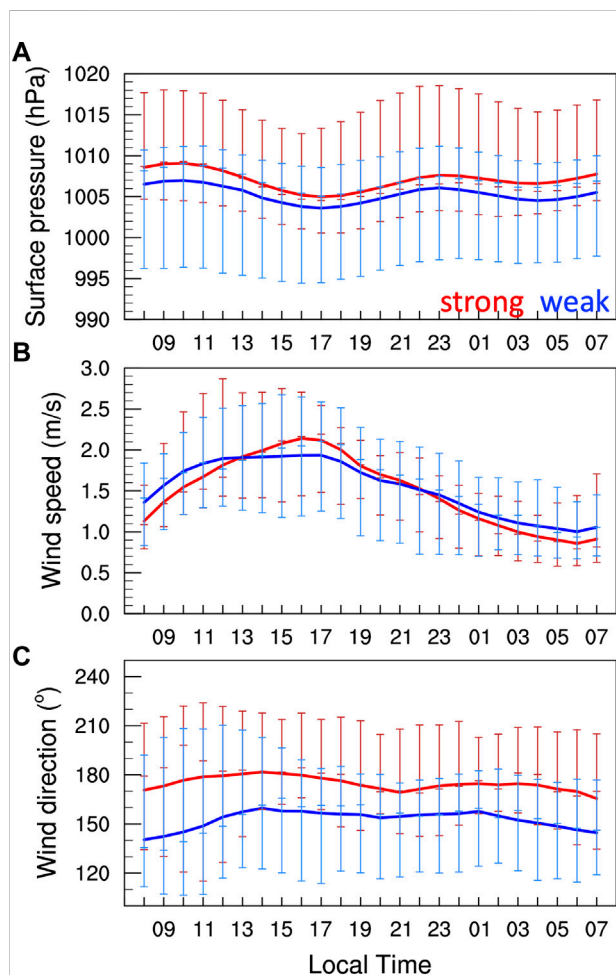 A
Surface pressure (hPa)
1020
1015
1010
1005
1000
995
990
strong weak
09 11 13 15 17 19 21 23 01 03 05 07
B
Wind speed (m/s)
3.0
2.5
2.0
1.5
1.0
0.5
0.0
09 11 13 15 17 19 21 23 01 03 05 07
C
Wind direction (°)
240
210
180
150
120
09 11 13 15 17 19 21 23 01 03 05 07
Local Time